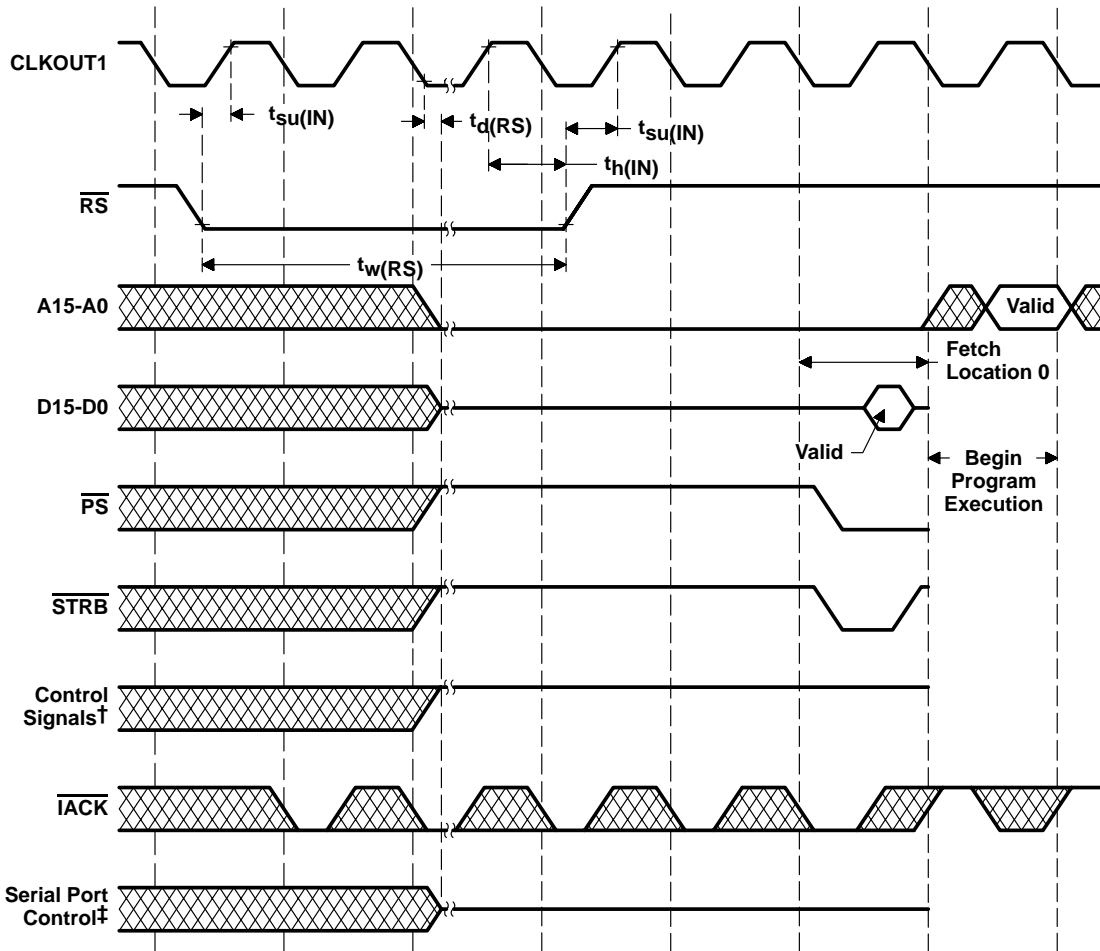 CLKOUT1
tsu(IN)
td(RS)
tsu(IN)
th(IN)
RS
tw(RS)
A15-A0
Valid
Fetch
Location 0
D15-D0
Valid
Begin
Program
Execution
PS
STRB
Control
Signals†
IACK
Serial Port
Control‡